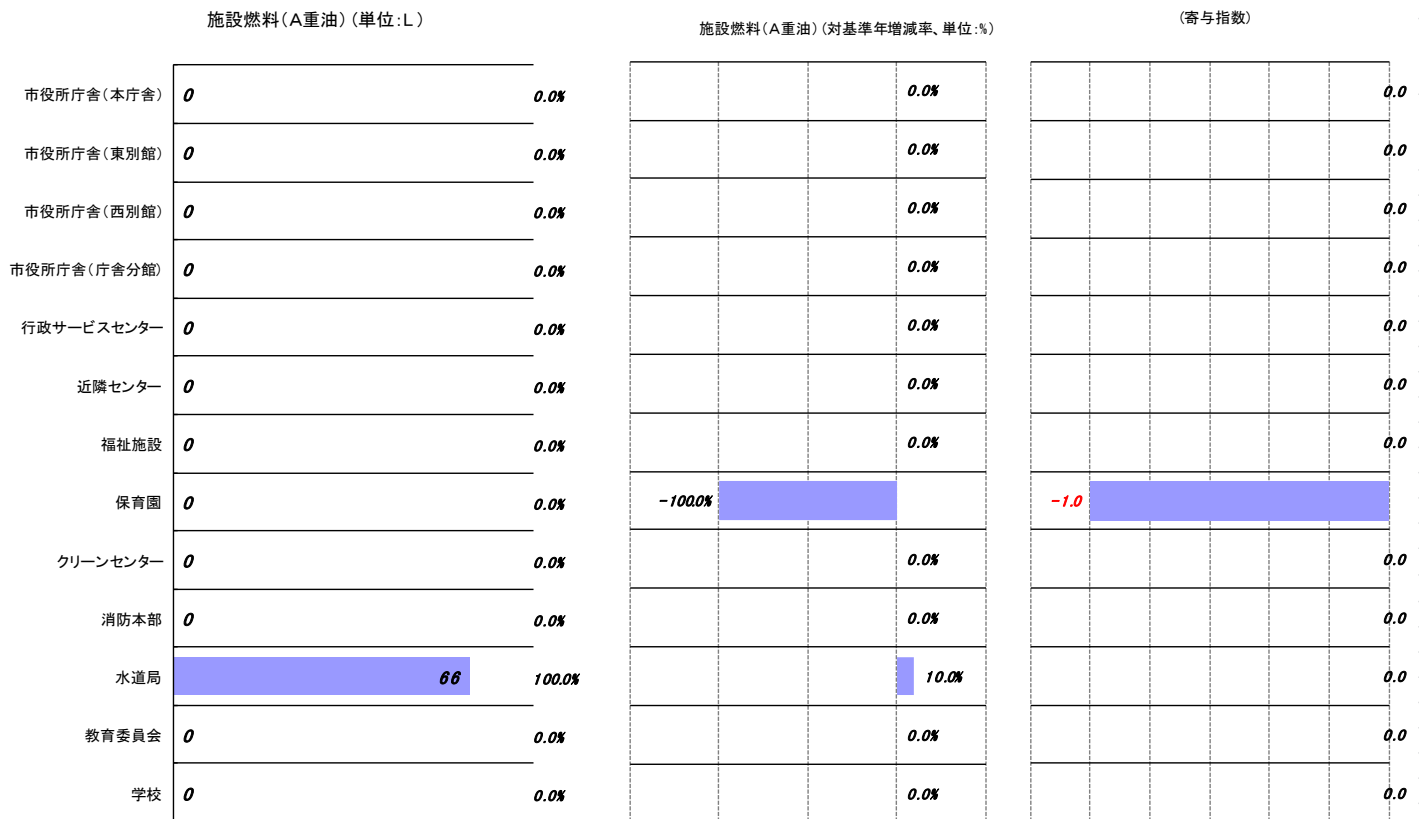 施設燃料(A重油)(単位:L)
施設燃料(A重油)(対基準年増減率、単位:%)
(寄与指数)
市役所庁舎(本庁舎) 0 0.0% 0.0% 0.0
市役所庁舎(東別館) 0 0.0% 0.0% 0.0
市役所庁舎(西別館) 0 0.0% 0.0% 0.0
市役所庁舎(庁舎分館) 0 0.0% 0.0% 0.0
行政サービスセンター 0 0.0% 0.0% 0.0
近隣センター 0 0.0% 0.0% 0.0
福祉施設 0 0.0% 0.0% 0.0
保育園 0 0.0% -100.0% -1.0
クリーンセンター 0 0.0% 0.0% 0.0
消防本部 0 0.0% 0.0% 0.0
水道局 66 100.0% 10.0% 0.0
教育委員会 0 0.0% 0.0% 0.0
学校 0 0.0% 0.0% 0.0